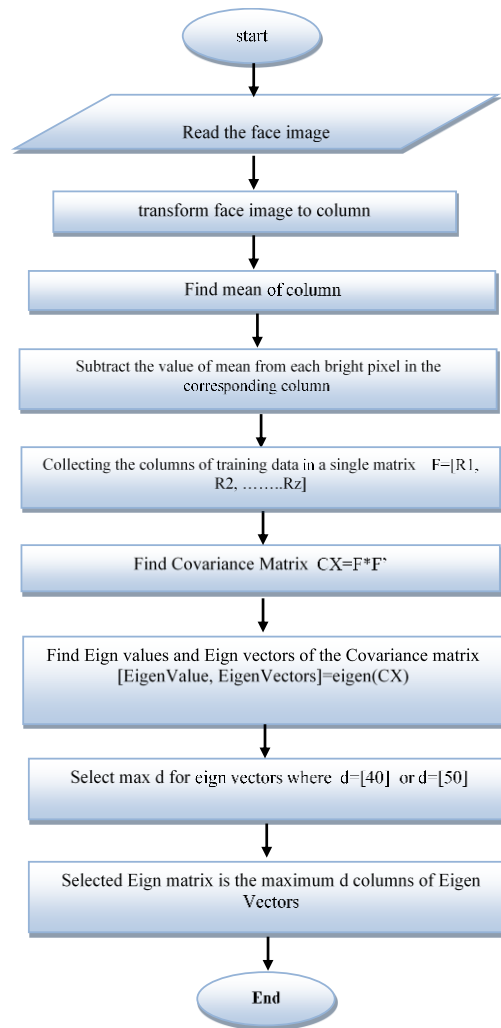 start
Read the face image
transform face image to column
Find mean of column
Subtract the value of mean from each bright pixel in the
corresponding column
Collecting the columns of training data in a single matrix F=[R1,
R2, ........Rz]
Find Covariance Matrix CX=F*F`
Find Eign values and Eign vectors of the Covariance matrix
[EigenValue, EigenVectors]=eigen(CX)
Select max d for eign vectors where d=[40] or d=[50]
Selected Eign matrix is the maximum d columns of Eigen
Vectors
End